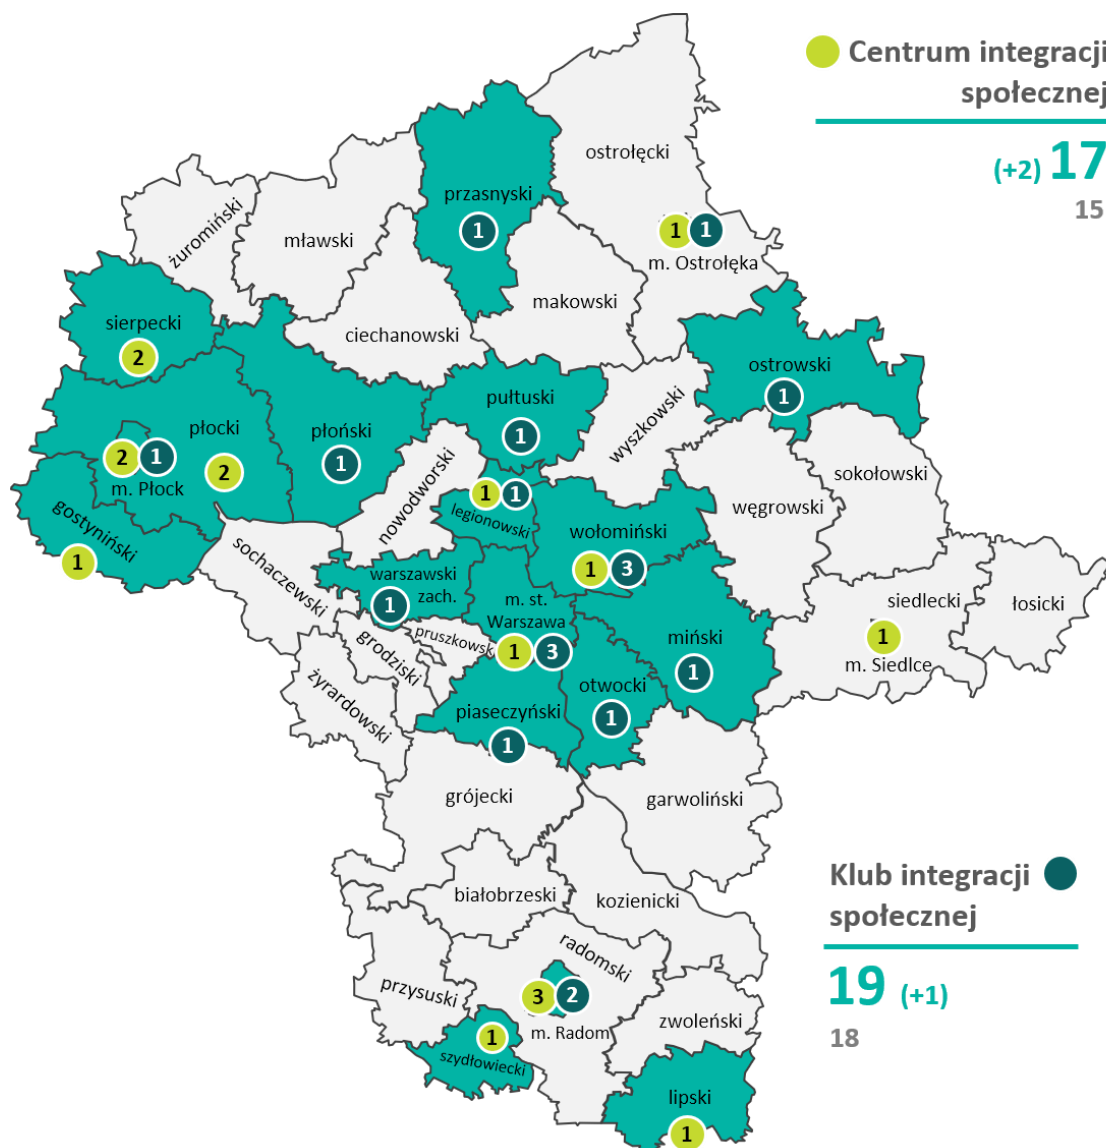 Centrum integracji
społecznej
(+2) 17
15
ostrołęcki
przasnyski
1
żuromiński
mławski
1 1
m. Ostrołęka
makowski
sierpecki
2
ciechanowski
ostrowski
1
pułtuski
1
wyszkowski
płocki
płoński
1
2 1
m. Płock
2
nowodworski
sokołowski
węgrowski
1 1
legionowski
gostyniński
1
wołomiński
1 3
sochaczewski
warszawski
zach.
1
m. st.
Warszawa
1 3
pruszkowsk
siedlecki
1
m. Siedlce
łosicki
miński
1
grodziski
żyrardowski
otwocki
1
piaseczyński
1
grójecki
garwoliński
Klub integracji
społecznej
19 (+1)
18
białobrzeski
kozienicki
radomski
3 2
m. Radom
przysuski
zwoleński
1
szydłowiecki
lipski
1